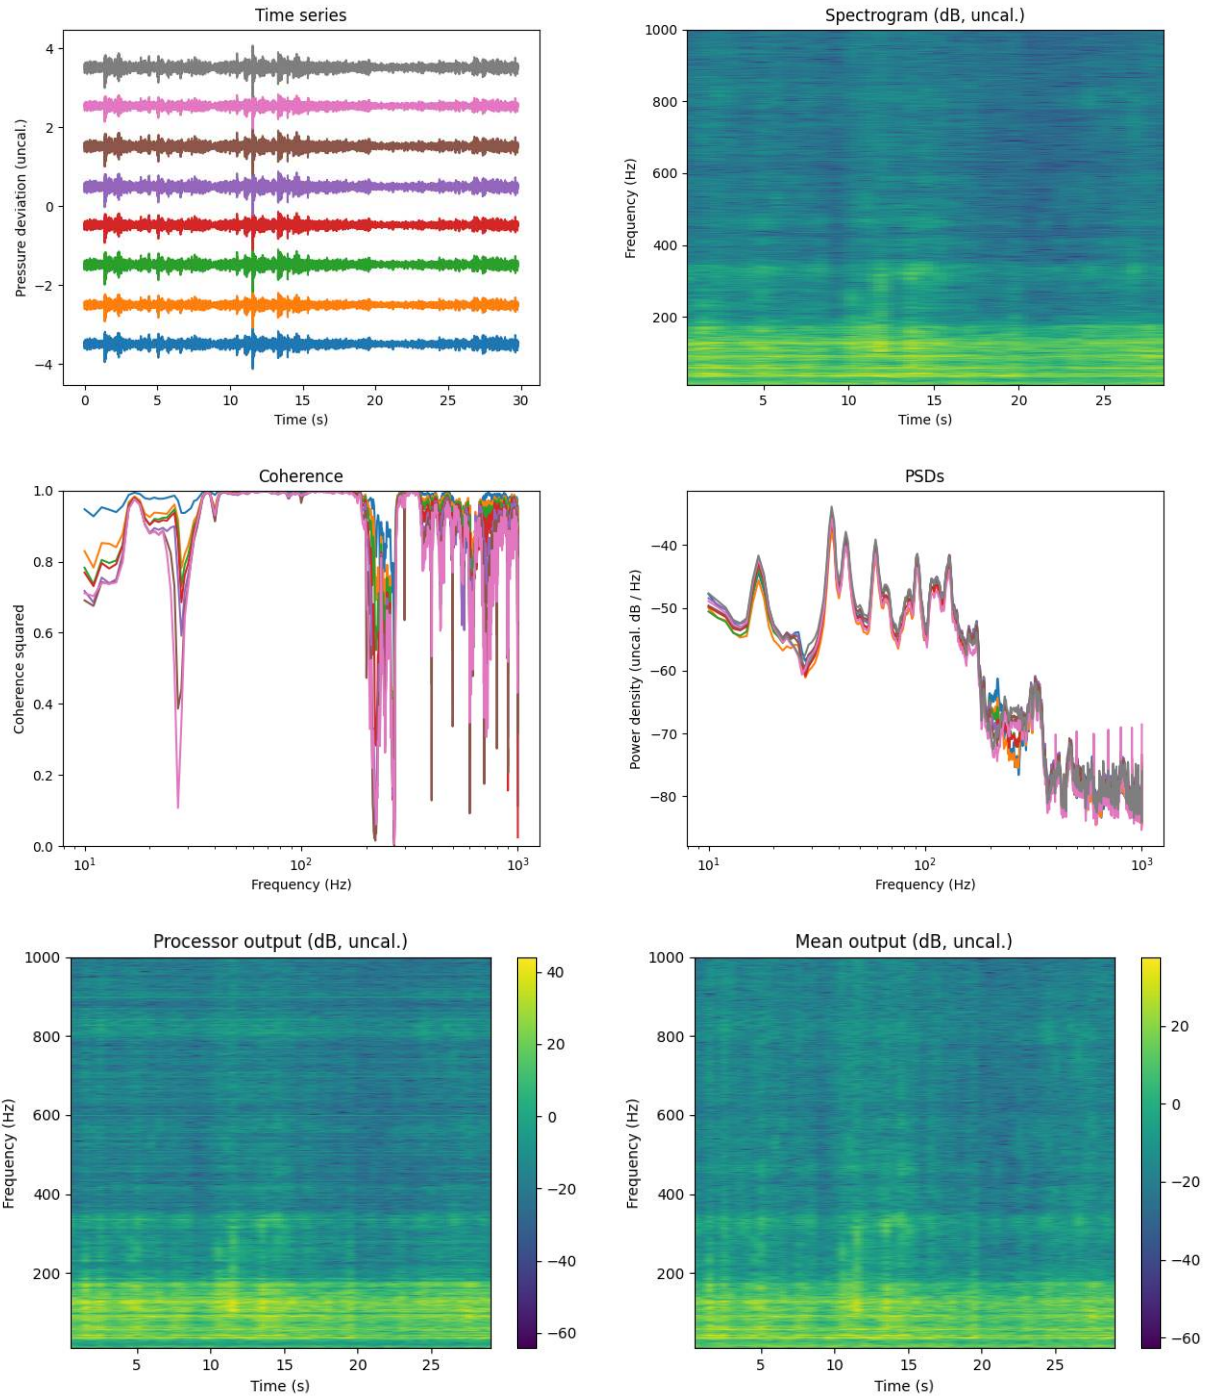 Time series
Pressure deviation (uncal.)
4
2
0
−2
−4
0 5 10 15 20 25 30
Time (s)
Spectrogram (dB, uncal.)
Frequency (Hz)
1000
800
600
400
200
5 10 15 20 25
Time (s)
Coherence
Coherence squared
1.0
0.8
0.6
0.4
0.2
0.0
10¹ 10² 10³
Frequency (Hz)
PSDs
Power density (uncal. dB / Hz)
−40
−50
−60
−70
−80
10¹ 10² 10³
Frequency (Hz)
Processor output (dB, uncal.)
Frequency (Hz)
1000
800
600
400
200
5 10 15 20 25
Time (s)
40
20
0
−20
−40
−60
Mean output (dB, uncal.)
Frequency (Hz)
1000
800
600
400
200
5 10 15 20 25
Time (s)
20
0
−20
−40
−60